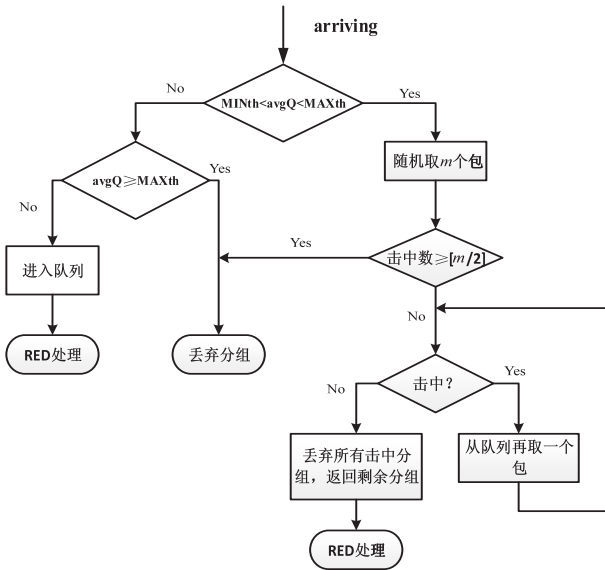 arriving
MINth<avgQ<MAXth
No
Yes
随机取m个包
avgQ≥MAXth
Yes
No
进入队列
击中数≥[m/2]
Yes
No
RED处理
丢弃分组
击中?
No
Yes
丢弃所有击中分
组，返回剩余分组
从队列再取一个
包
RED处理